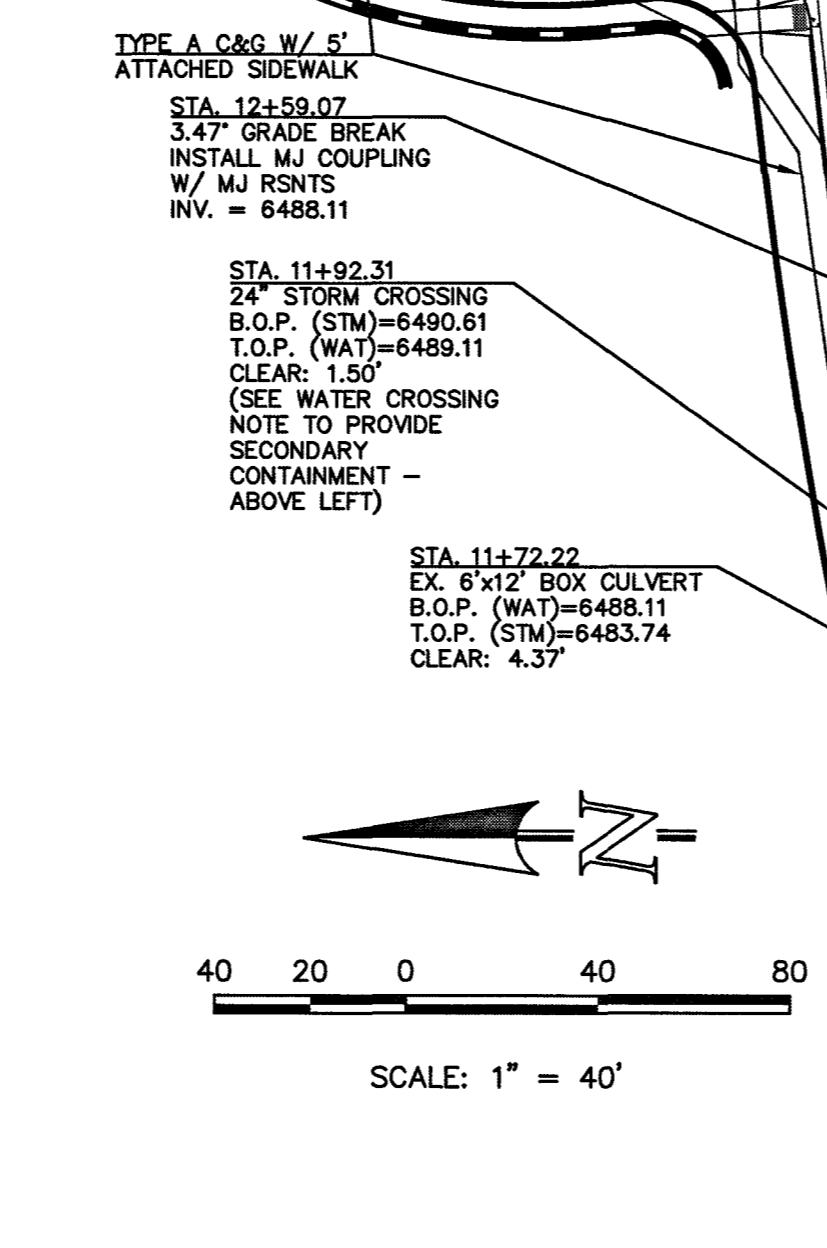 TYPE A C&G W/ 5'
ATTACHED SIDEWALK
STA. 12+59.07
3.47° GRADE BREAK
INSTALL MJ COUPLING
W/ MJ RSNTS
INV. = 6488.11
STA. 11+92.31
24" STORM CROSSING
B.O.P. (STM)=6490.61
T.O.P. (WAT)=6489.11
CLEAR: 1.50'
(SEE WATER CROSSING
NOTE TO PROVIDE
SECONDARY
CONTAINMENT –
ABOVE LEFT)
STA. 11+72.22
EX. 6'x12' BOX CULVERT
B.O.P. (WAT)=6488.11
T.O.P. (STM)=6483.74
CLEAR: 4.37'
N
40 20 0 40 80
SCALE: 1" = 40'